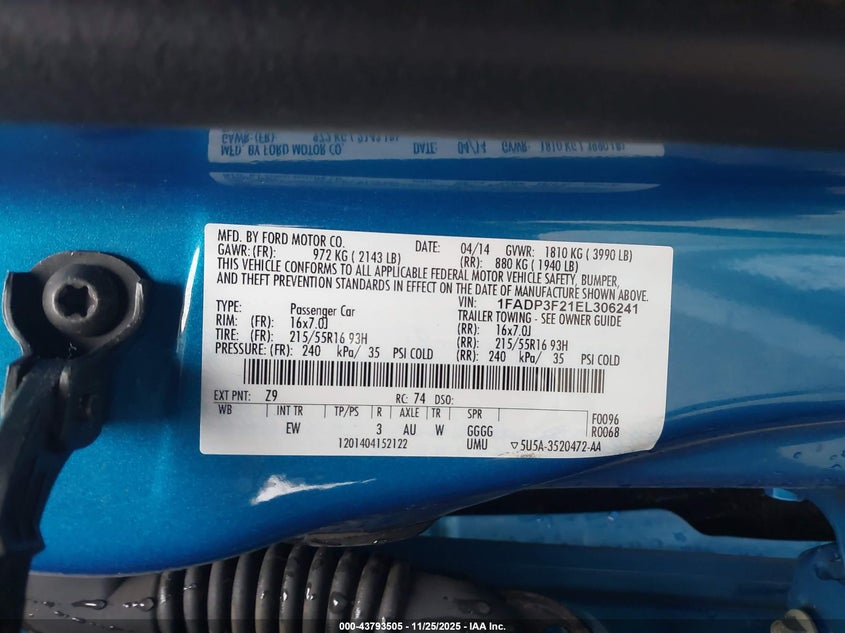 MFD. BY FORD MOTOR CO. DATE: 04/14 GVWR: 1810 KG ( 3990 LB)
GAWR: (FR): 972 KG ( 2143 LB) (RR): 880 KG ( 1940 LB)
THIS VEHICLE CONFORMS TO ALL APPLICABLE FEDERAL MOTOR VEHICLE SAFETY, BUMPER,
AND THEFT PREVENTION STANDARDS IN EFFECT ON THE DATE OF MANUFACTURE SHOWN ABOVE.
VIN: 1FADP3F21EL306241
TYPE: Passenger Car TRAILER TOWING - SEE OWNER GUIDE
RIM: (FR): 16x7.0J (RR): 16x7.0J
TIRE: (FR): 215/55R16 93H (RR): 215/55R16 93H
PRESSURE: (FR): 240 kPa/ 35 PSI COLD (RR): 240 kPa/ 35 PSI COLD
EXT PNT: Z9 RC: 74 DSO:
WB INT TR TP/PS R AXLE TR SPR F0096
EW 3 AU W GGGG R0068
1201404152122 UMU ▽5U5A-3520472-AA
000-43793505 - 11/25/2025 - IAA Inc.